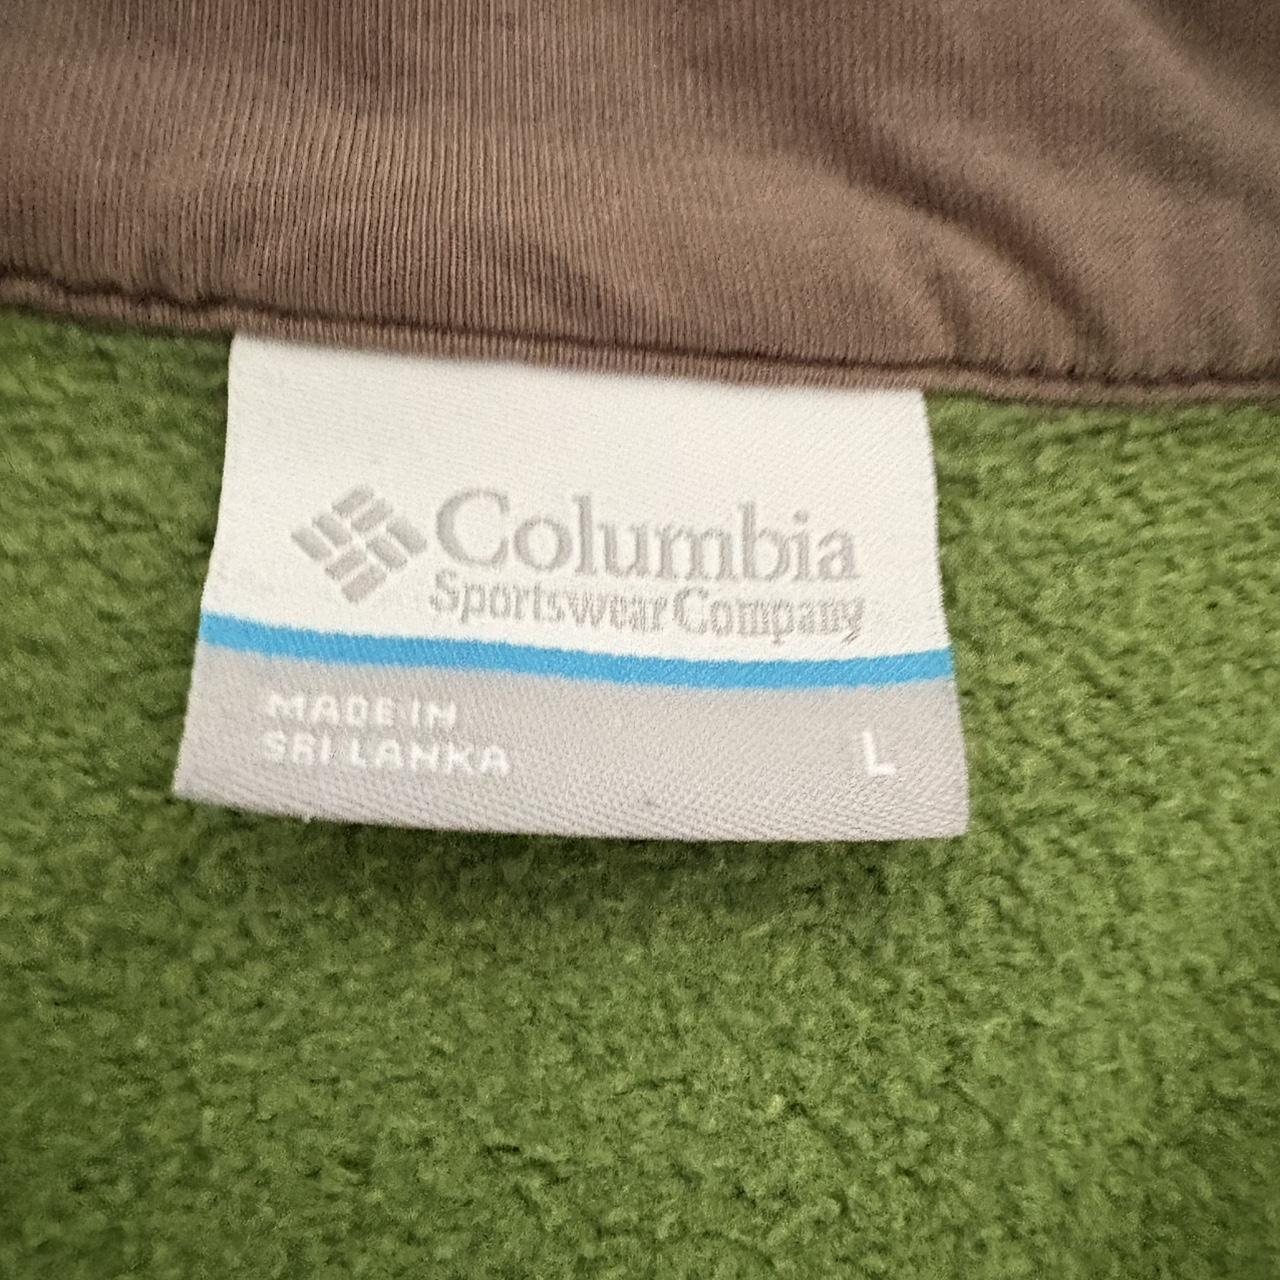 Columbia
Sportswear Company
MADE IN
SRI LANKA
L